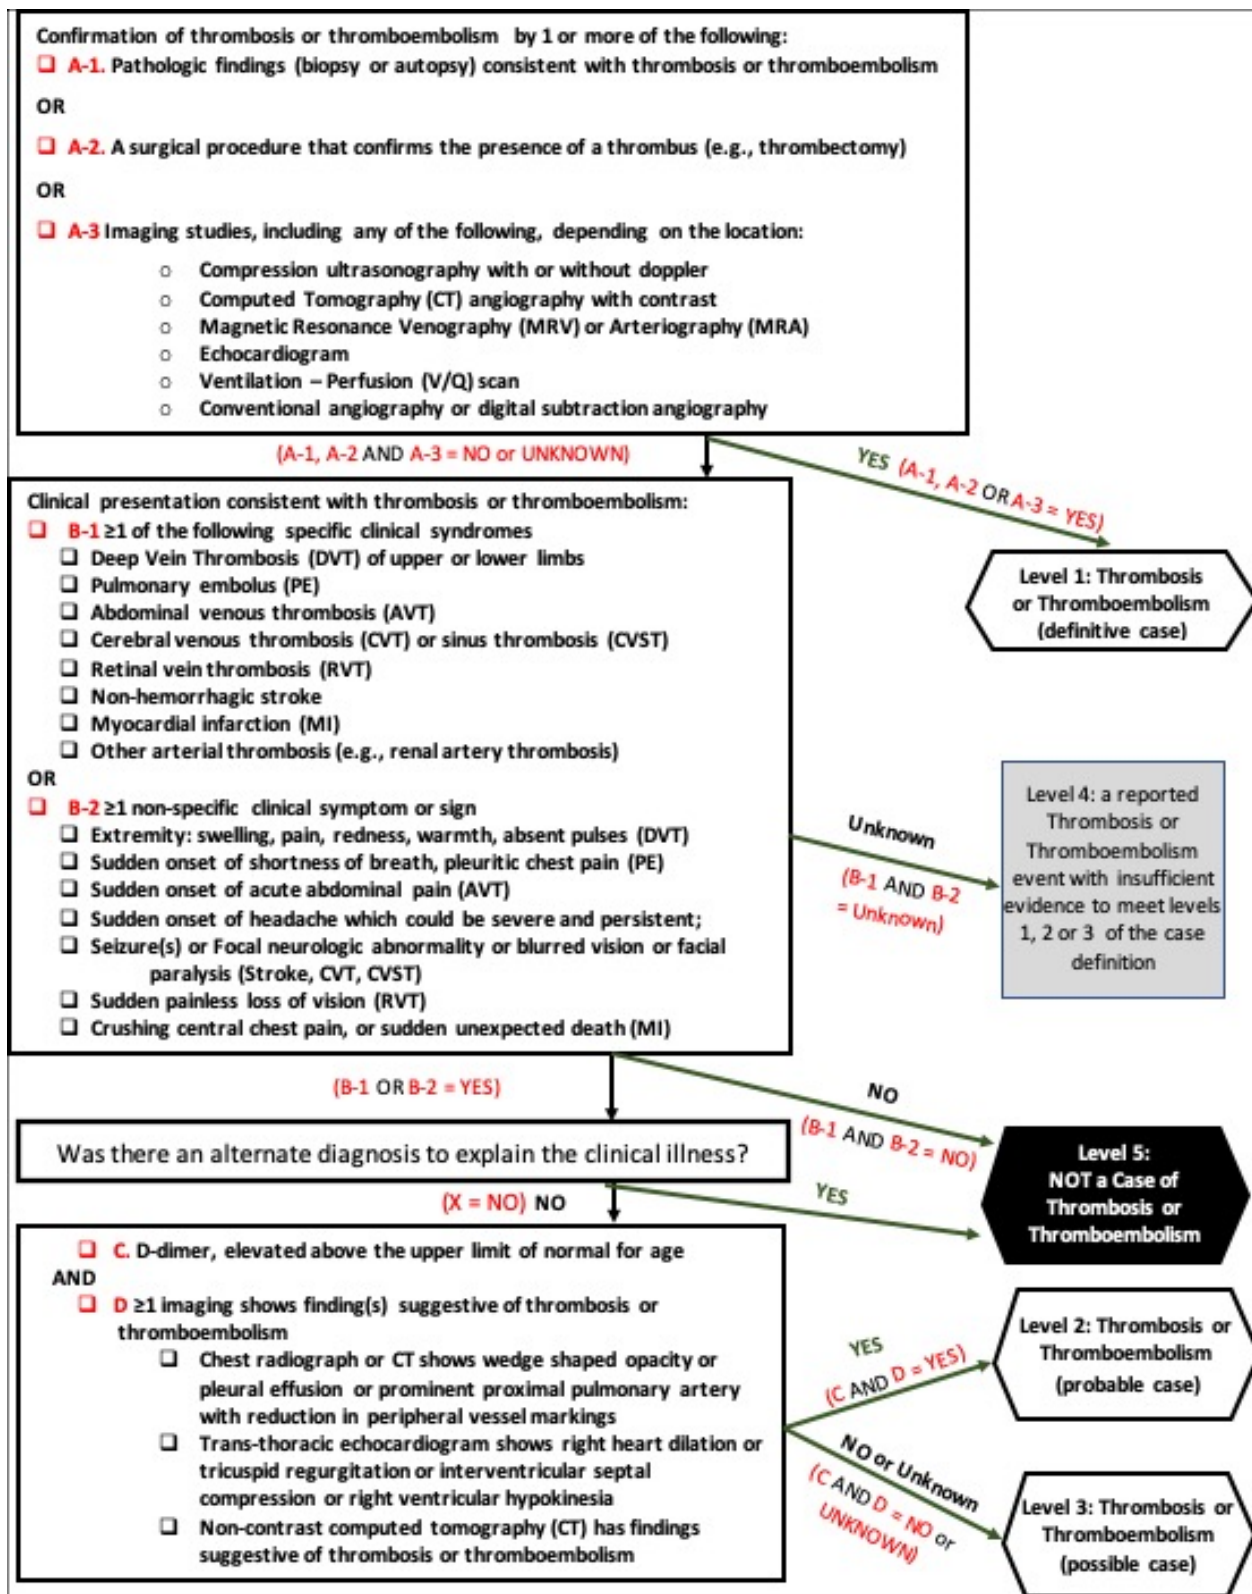 Confirmation of thrombosis or thromboembolism by 1 or more of the following:
A-1. Pathologic findings (biopsy or autopsy) consistent with thrombosis or thromboembolism
OR
A-2. A surgical procedure that confirms the presence of a thrombus (e.g., thrombectomy)
OR
A-3 Imaging studies, including any of the following, depending on the location:
Compression ultrasonography with or without doppler
Computed Tomography (CT) angiography with contrast
Magnetic Resonance Venography (MRV) or Arteriography (MRA)
Echocardiogram
Ventilation – Perfusion (V/Q) scan
Conventional angiography or digital subtraction angiography
(A-1, A-2 AND A-3 = NO or UNKNOWN)
YES (A-1, A-2 OR A-3 = YES)
Level 1: Thrombosis
or Thromboembolism
(definitive case)
Clinical presentation consistent with thrombosis or thromboembolism:
B-1 ≥1 of the following specific clinical syndromes
Deep Vein Thrombosis (DVT) of upper or lower limbs
Pulmonary embolus (PE)
Abdominal venous thrombosis (AVT)
Cerebral venous thrombosis (CVT) or sinus thrombosis (CVST)
Retinal vein thrombosis (RVT)
Non-hemorrhagic stroke
Myocardial infarction (MI)
Other arterial thrombosis (e.g., renal artery thrombosis)
OR
B-2 ≥1 non-specific clinical symptom or sign
Extremity: swelling, pain, redness, warmth, absent pulses (DVT)
Sudden onset of shortness of breath, pleuritic chest pain (PE)
Sudden onset of acute abdominal pain (AVT)
Sudden onset of headache which could be severe and persistent;
Seizure(s) or Focal neurologic abnormality or blurred vision or facial
paralysis (Stroke, CVT, CVST)
Sudden painless loss of vision (RVT)
Crushing central chest pain, or sudden unexpected death (MI)
Unknown
(B-1 AND B-2
= Unknown)
Level 4: a reported
Thrombosis or
Thromboembolism
event with insufficient
evidence to meet levels
1, 2 or 3 of the case
definition
(B-1 OR B-2 = YES)
NO
(B-1 AND B-2 = NO)
Was there an alternate diagnosis to explain the clinical illness?
YES
Level 5:
NOT a Case of
Thrombosis or
Thromboembolism
(X = NO) NO
C. D-dimer, elevated above the upper limit of normal for age
AND
D ≥1 imaging shows finding(s) suggestive of thrombosis or
thromboembolism
Chest radiograph or CT shows wedge shaped opacity or
pleural effusion or prominent proximal pulmonary artery
with reduction in peripheral vessel markings
Trans-thoracic echocardiogram shows right heart dilation or
tricuspid regurgitation or interventricular septal
compression or right ventricular hypokinesia
Non-contrast computed tomography (CT) has findings
suggestive of thrombosis or thromboembolism
YES
(C AND D = YES)
Level 2: Thrombosis or
Thromboembolism
(probable case)
NO or Unknown
(C AND D = NO or
UNKNOWN)
Level 3: Thrombosis or
Thromboembolism
(possible case)